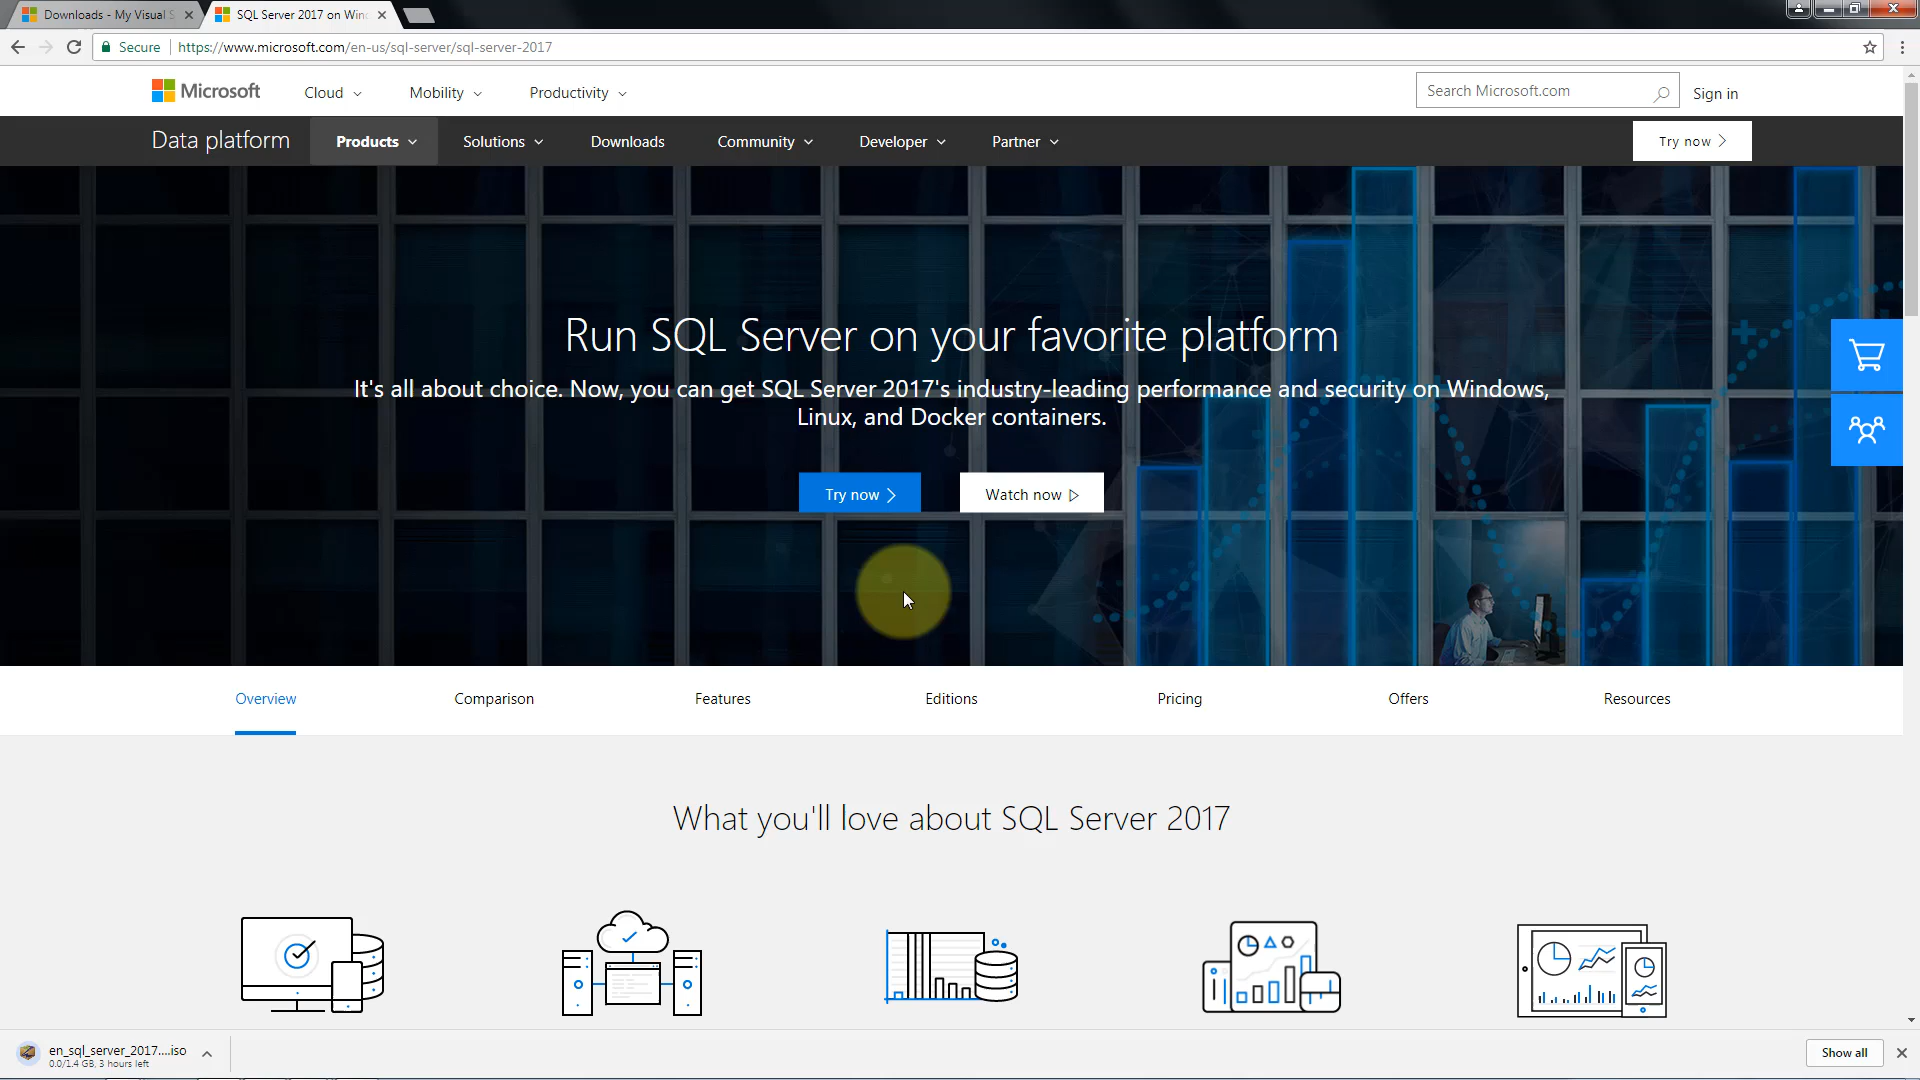 Downloads - My Visual S
SQL Server 2017 on Win
Secure
https://www.microsoft.com/en-us/sql-server/sql-server-2017
Microsoft
Cloud
Mobility
Productivity
Search Microsoft.com
Sign in
Data platform
Products
Solutions
Downloads
Community
Developer
Partner
Try now
Run SQL Server on your favorite platform
It's all about choice. Now, you can get SQL Server 2017's industry-leading performance and security on Windows,
Linux, and Docker containers.
Try now
Watch now
Overview
Comparison
Features
Editions
Pricing
Offers
Resources
What you'll love about SQL Server 2017
en_sql_server_2017....iso
0.0/1.4 GB, 3 hours left
Show all